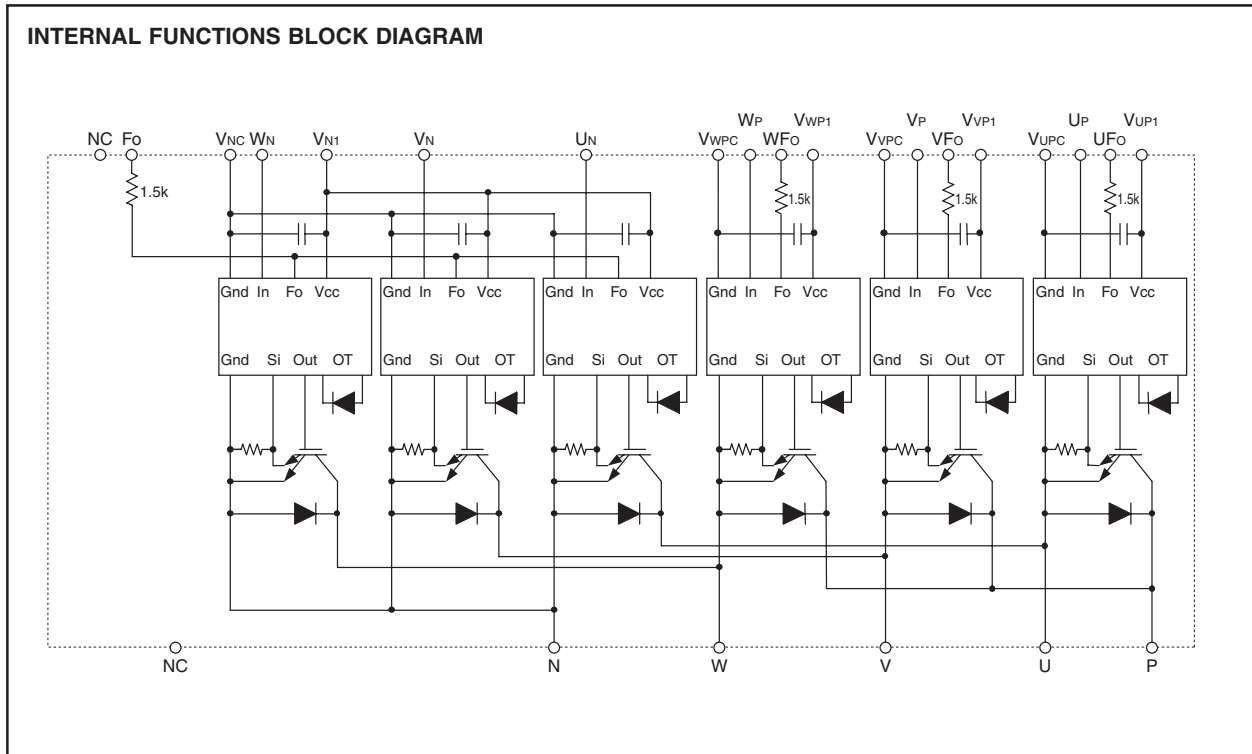 INTERNAL FUNCTIONS BLOCK DIAGRAM
WP VWP1 VP VVP1 UP VUP1
NC FO VNC WN VN1 VN UN VWPC WFO VVPC VFO VUPC UFO
1.5k 1.5k 1.5k 1.5k
Gnd In Fo Vcc Gnd In Fo Vcc Gnd In Fo Vcc Gnd In Fo Vcc Gnd In Fo Vcc Gnd In Fo Vcc
Gnd Si Out OT Gnd Si Out OT Gnd Si Out OT Gnd Si Out OT Gnd Si Out OT Gnd Si Out OT
NC N W V U P